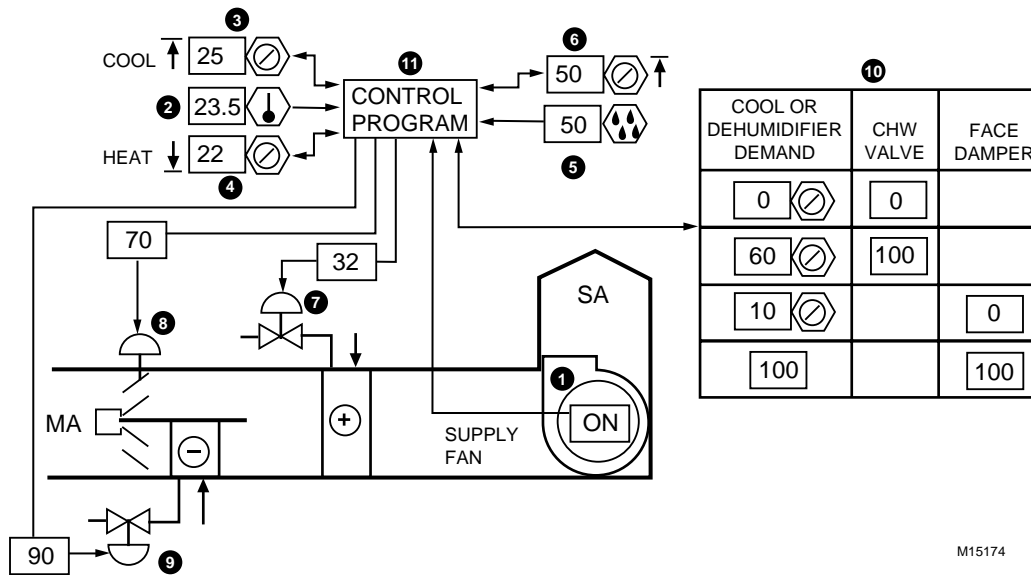 3
COOL 25
2 23.5
HEAT 22
4
11
CONTROL
PROGRAM
6
50
50
5
10
COOL OR
DEHUMIDIFIER
DEMAND
CHW
VALVE
FACE
DAMPER
0 0
60 100
10 0
100 100
70
32
7
8
SA
1
ON
MA
+
−
SUPPLY
FAN
90
9
M15174